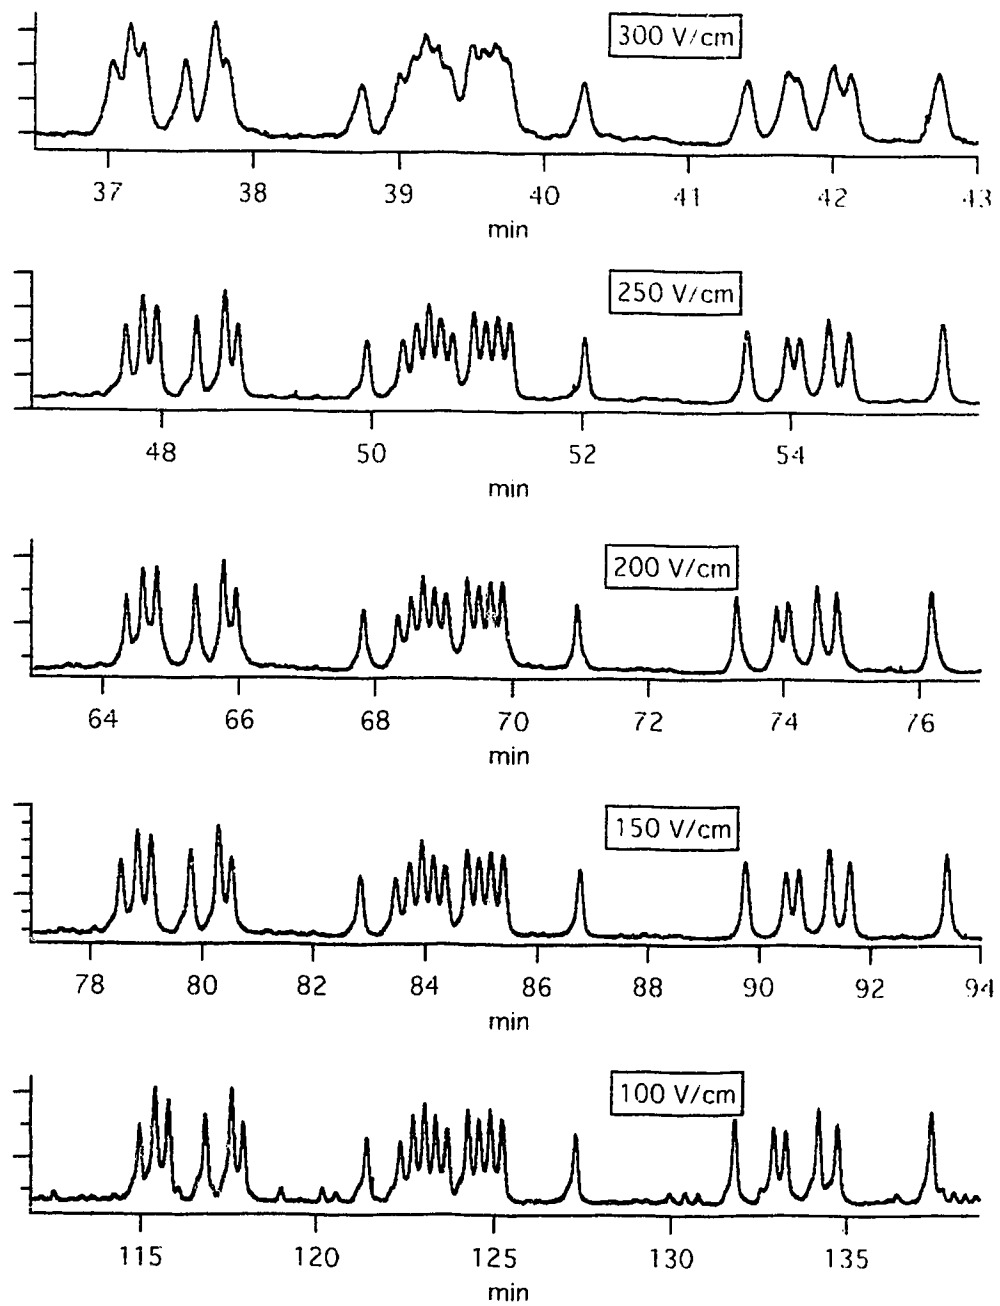 300 V/cm
37 38 39 40 41 42 43
min
250 V/cm
48 50 52 54
min
200 V/cm
64 66 68 70 72 74 76
min
150 V/cm
78 80 82 84 86 88 90 92 94
min
100 V/cm
115 120 125 130 135
min